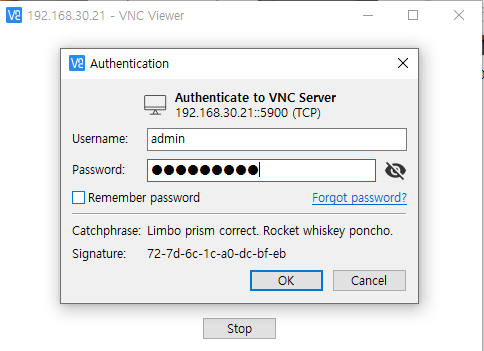 192.168.30.21 - VNC Viewer
Authentication
Authenticate to VNC Server
192.168.30.21::5900 (TCP)
Username: admin
Password: ●●●●●●●●●
Remember password Forgot password?
Catchphrase: Limbo prism correct. Rocket whiskey poncho.
Signature: 72-7d-6c-1c-a0-dc-bf-eb
OK Cancel
Stop